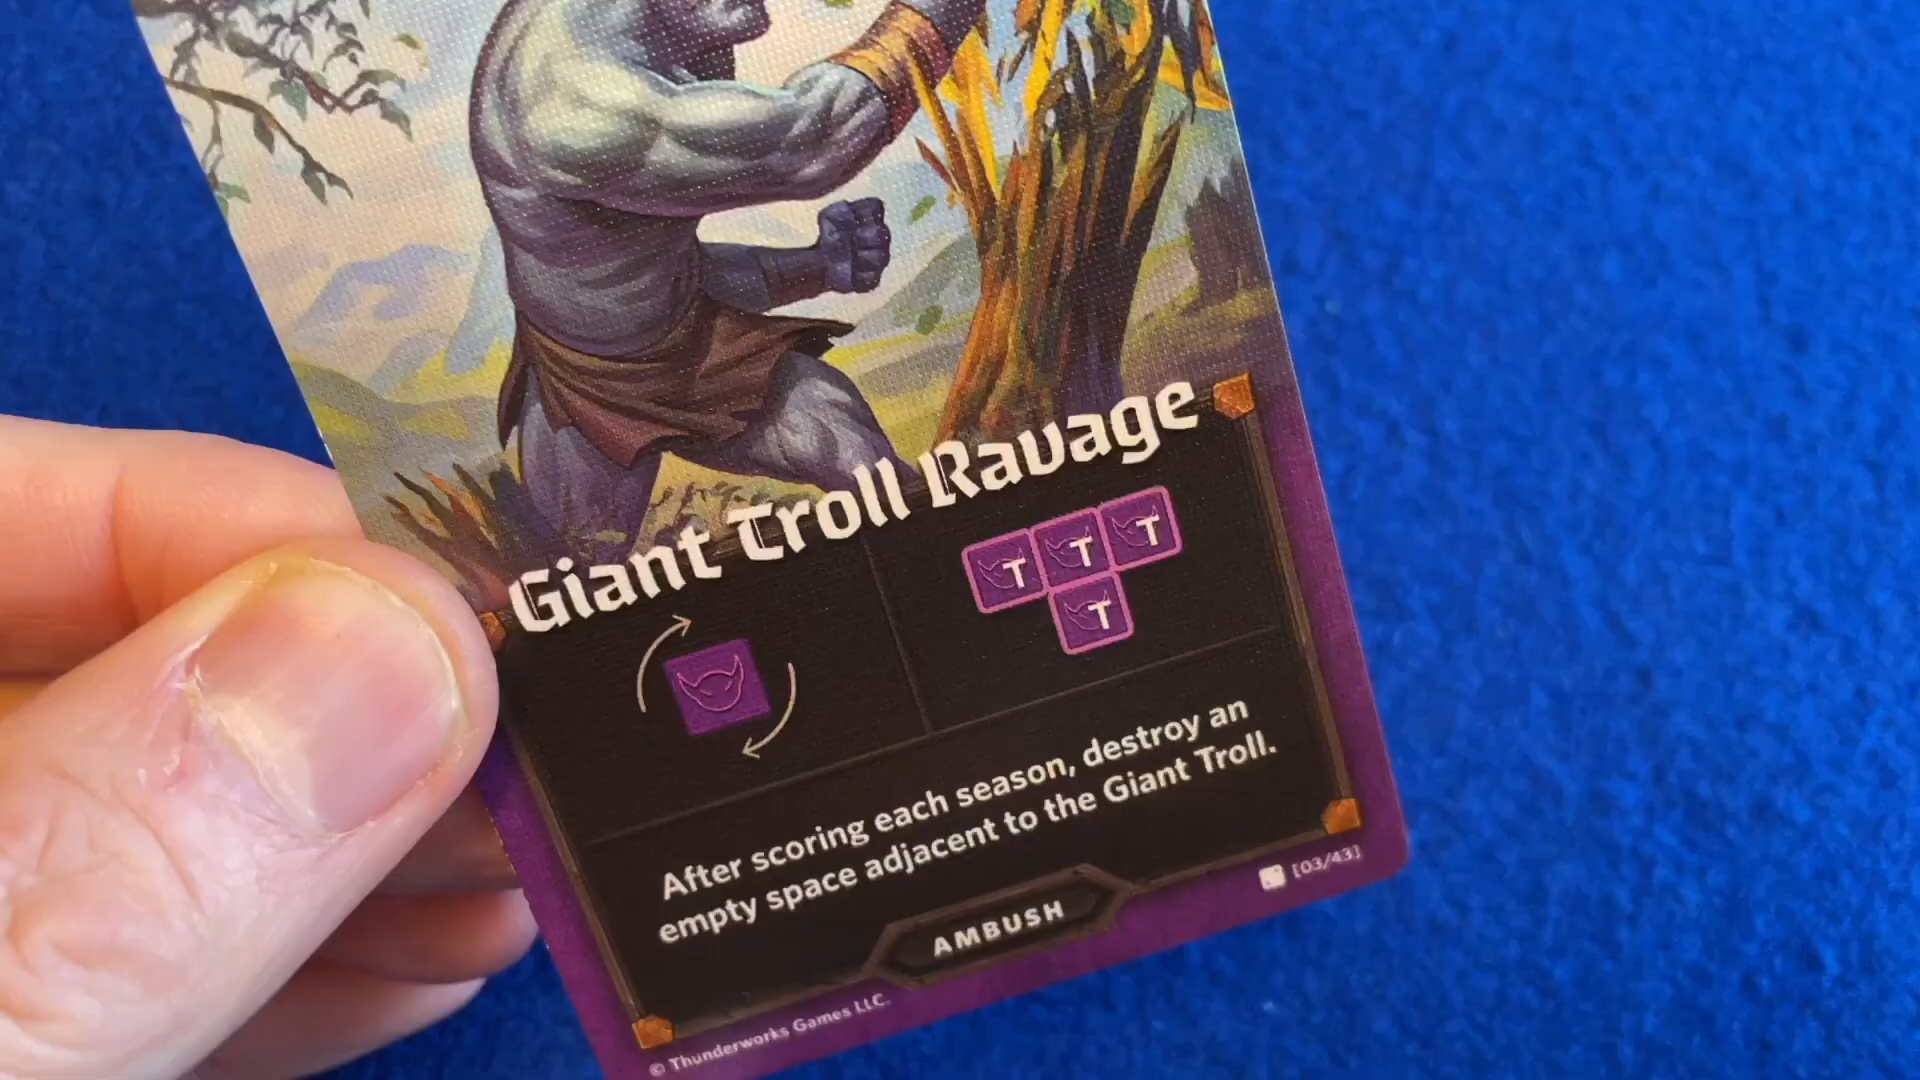 Giant Troll Ravage
T T T
T
After scoring each season, destroy an
empty space adjacent to the Giant Troll.
AMBUSH
[03/43]
© Thunderworks Games LLC.